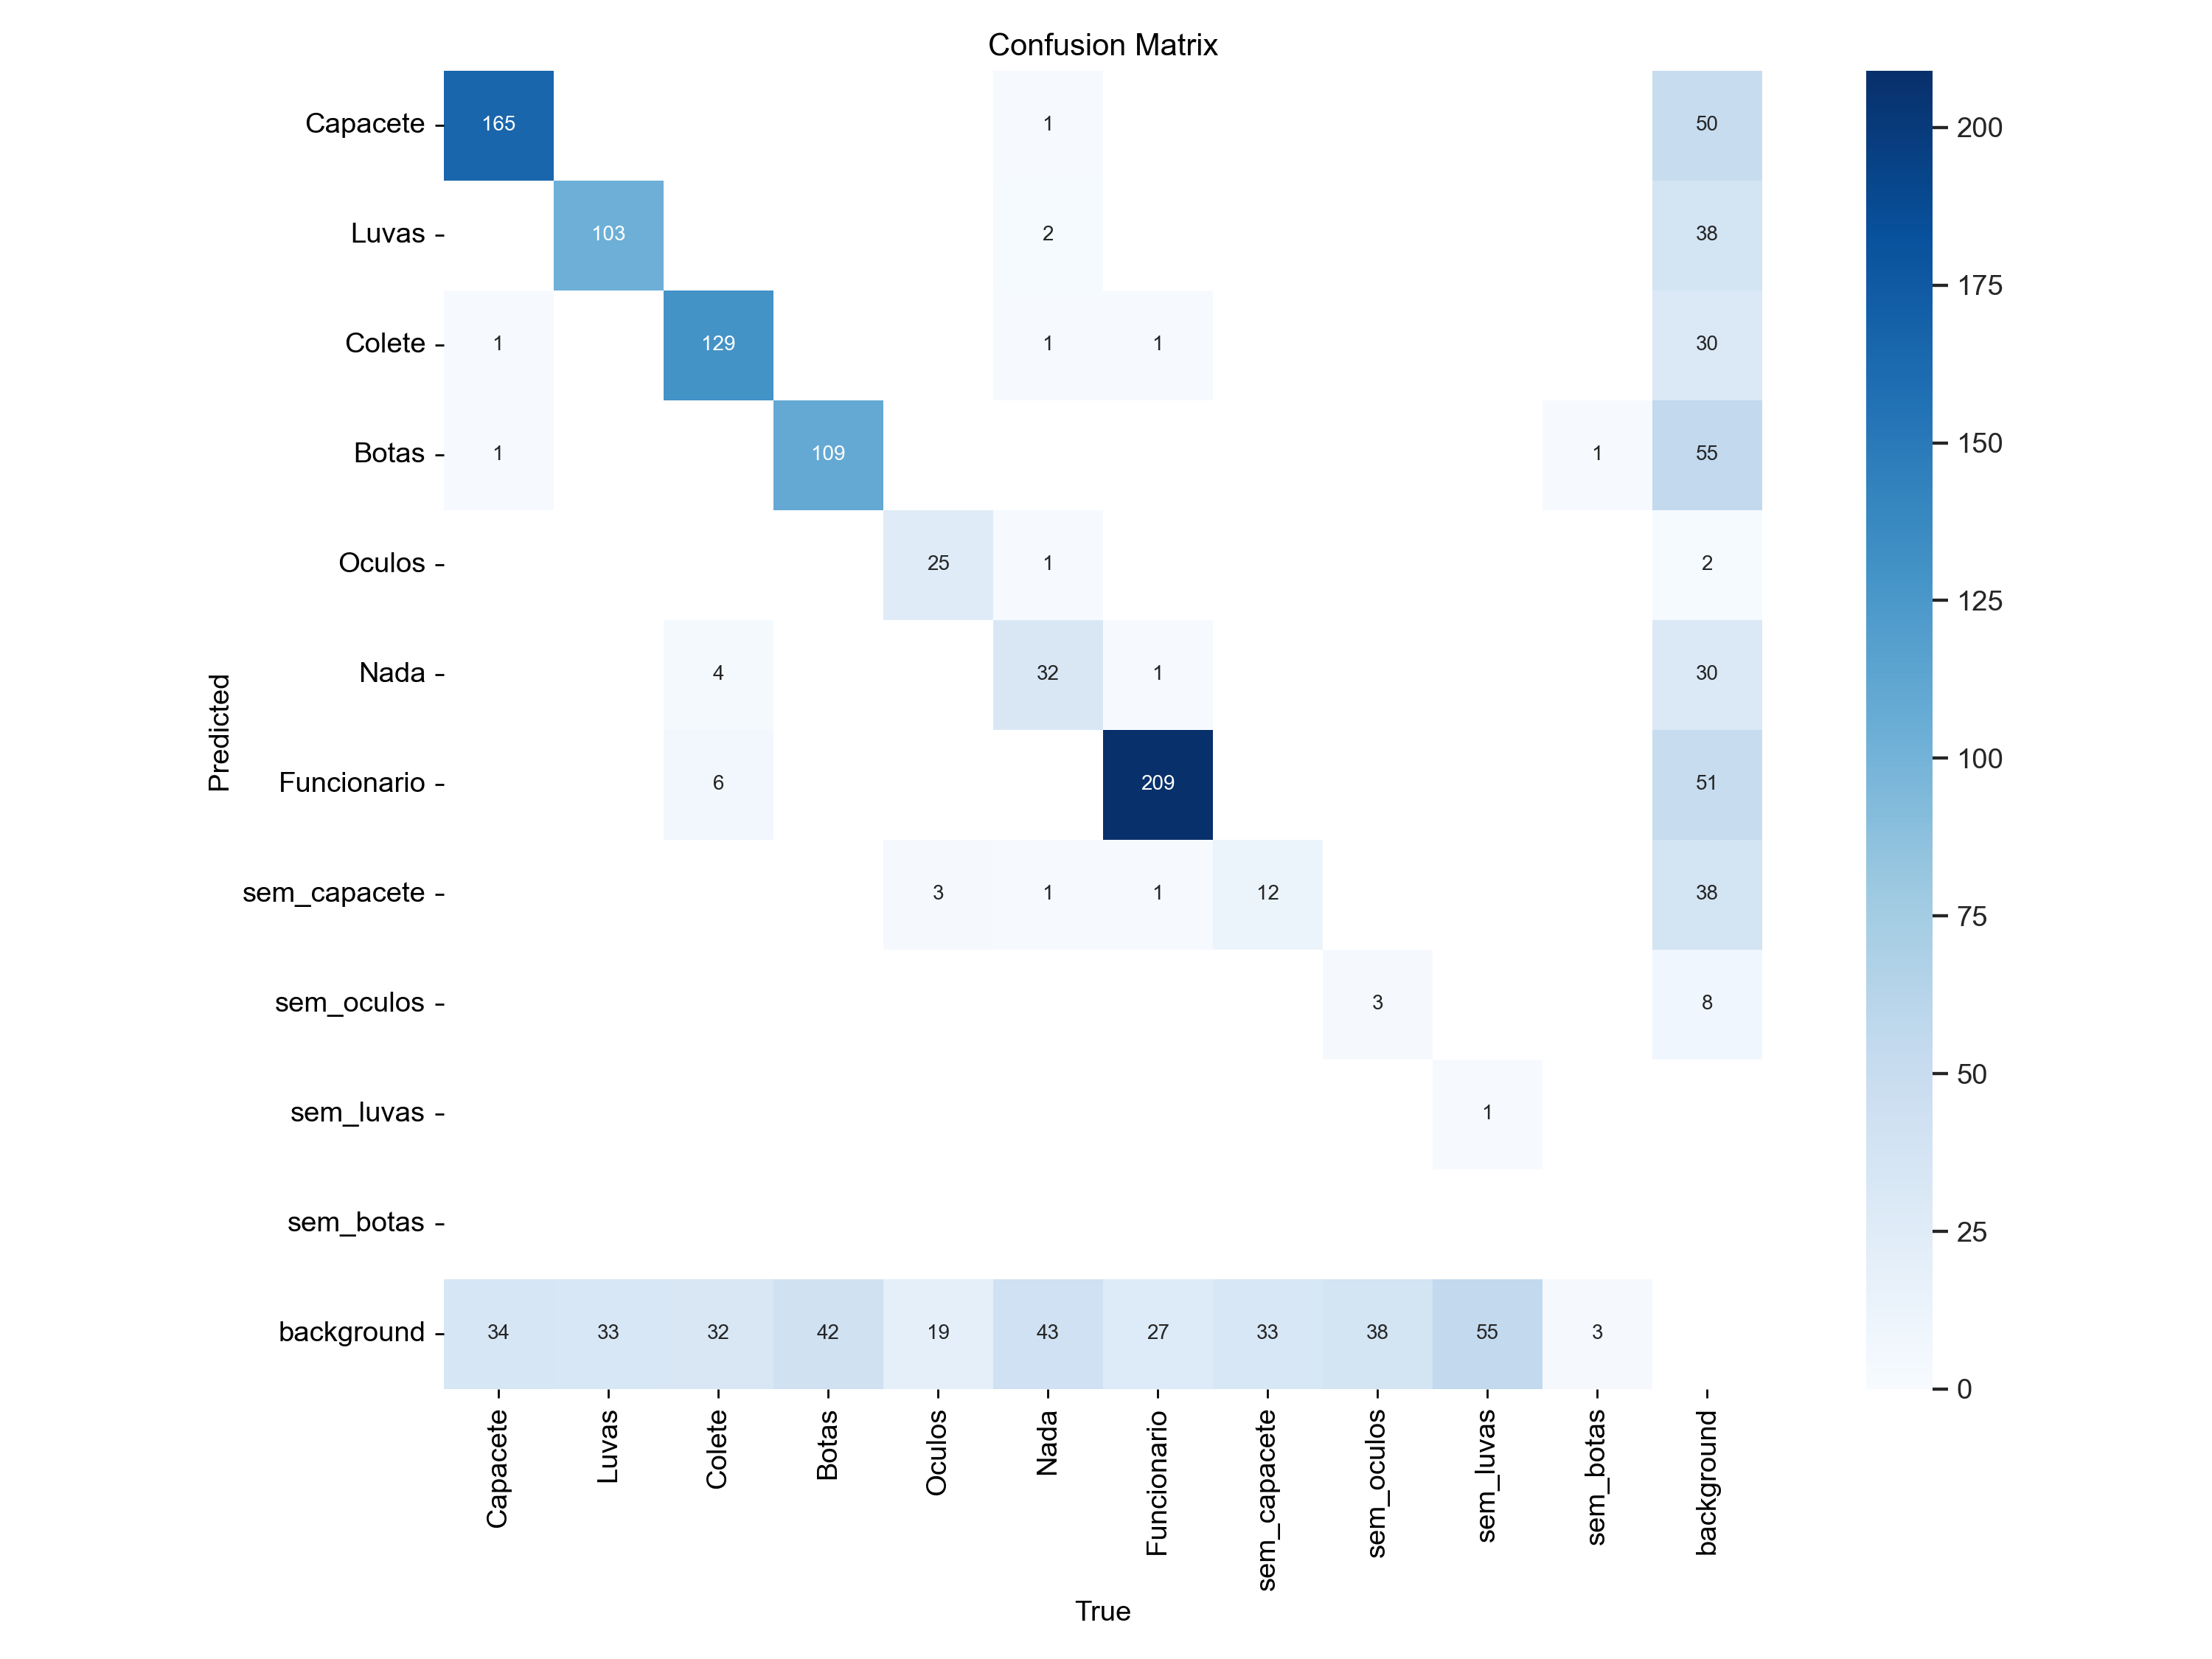 Confusion Matrix
Capacete 165 1 50
Luvas 103 2 38
Colete 1 129 1 1 30
Botas 1 109 1 55
Oculos 25 1 2
Nada 4 32 1 30
Funcionario 6 209 51
sem_capacete 3 1 1 12 38
sem_oculos 3 8
sem_luvas 1
sem_botas
background 34 33 32 42 19 43 27 33 38 55 3
Predicted
Capacete
Luvas
Colete
Botas
Oculos
Nada
Funcionario
sem_capacete
sem_oculos
sem_luvas
sem_botas
background
True
200
175
150
125
100
75
50
25
0